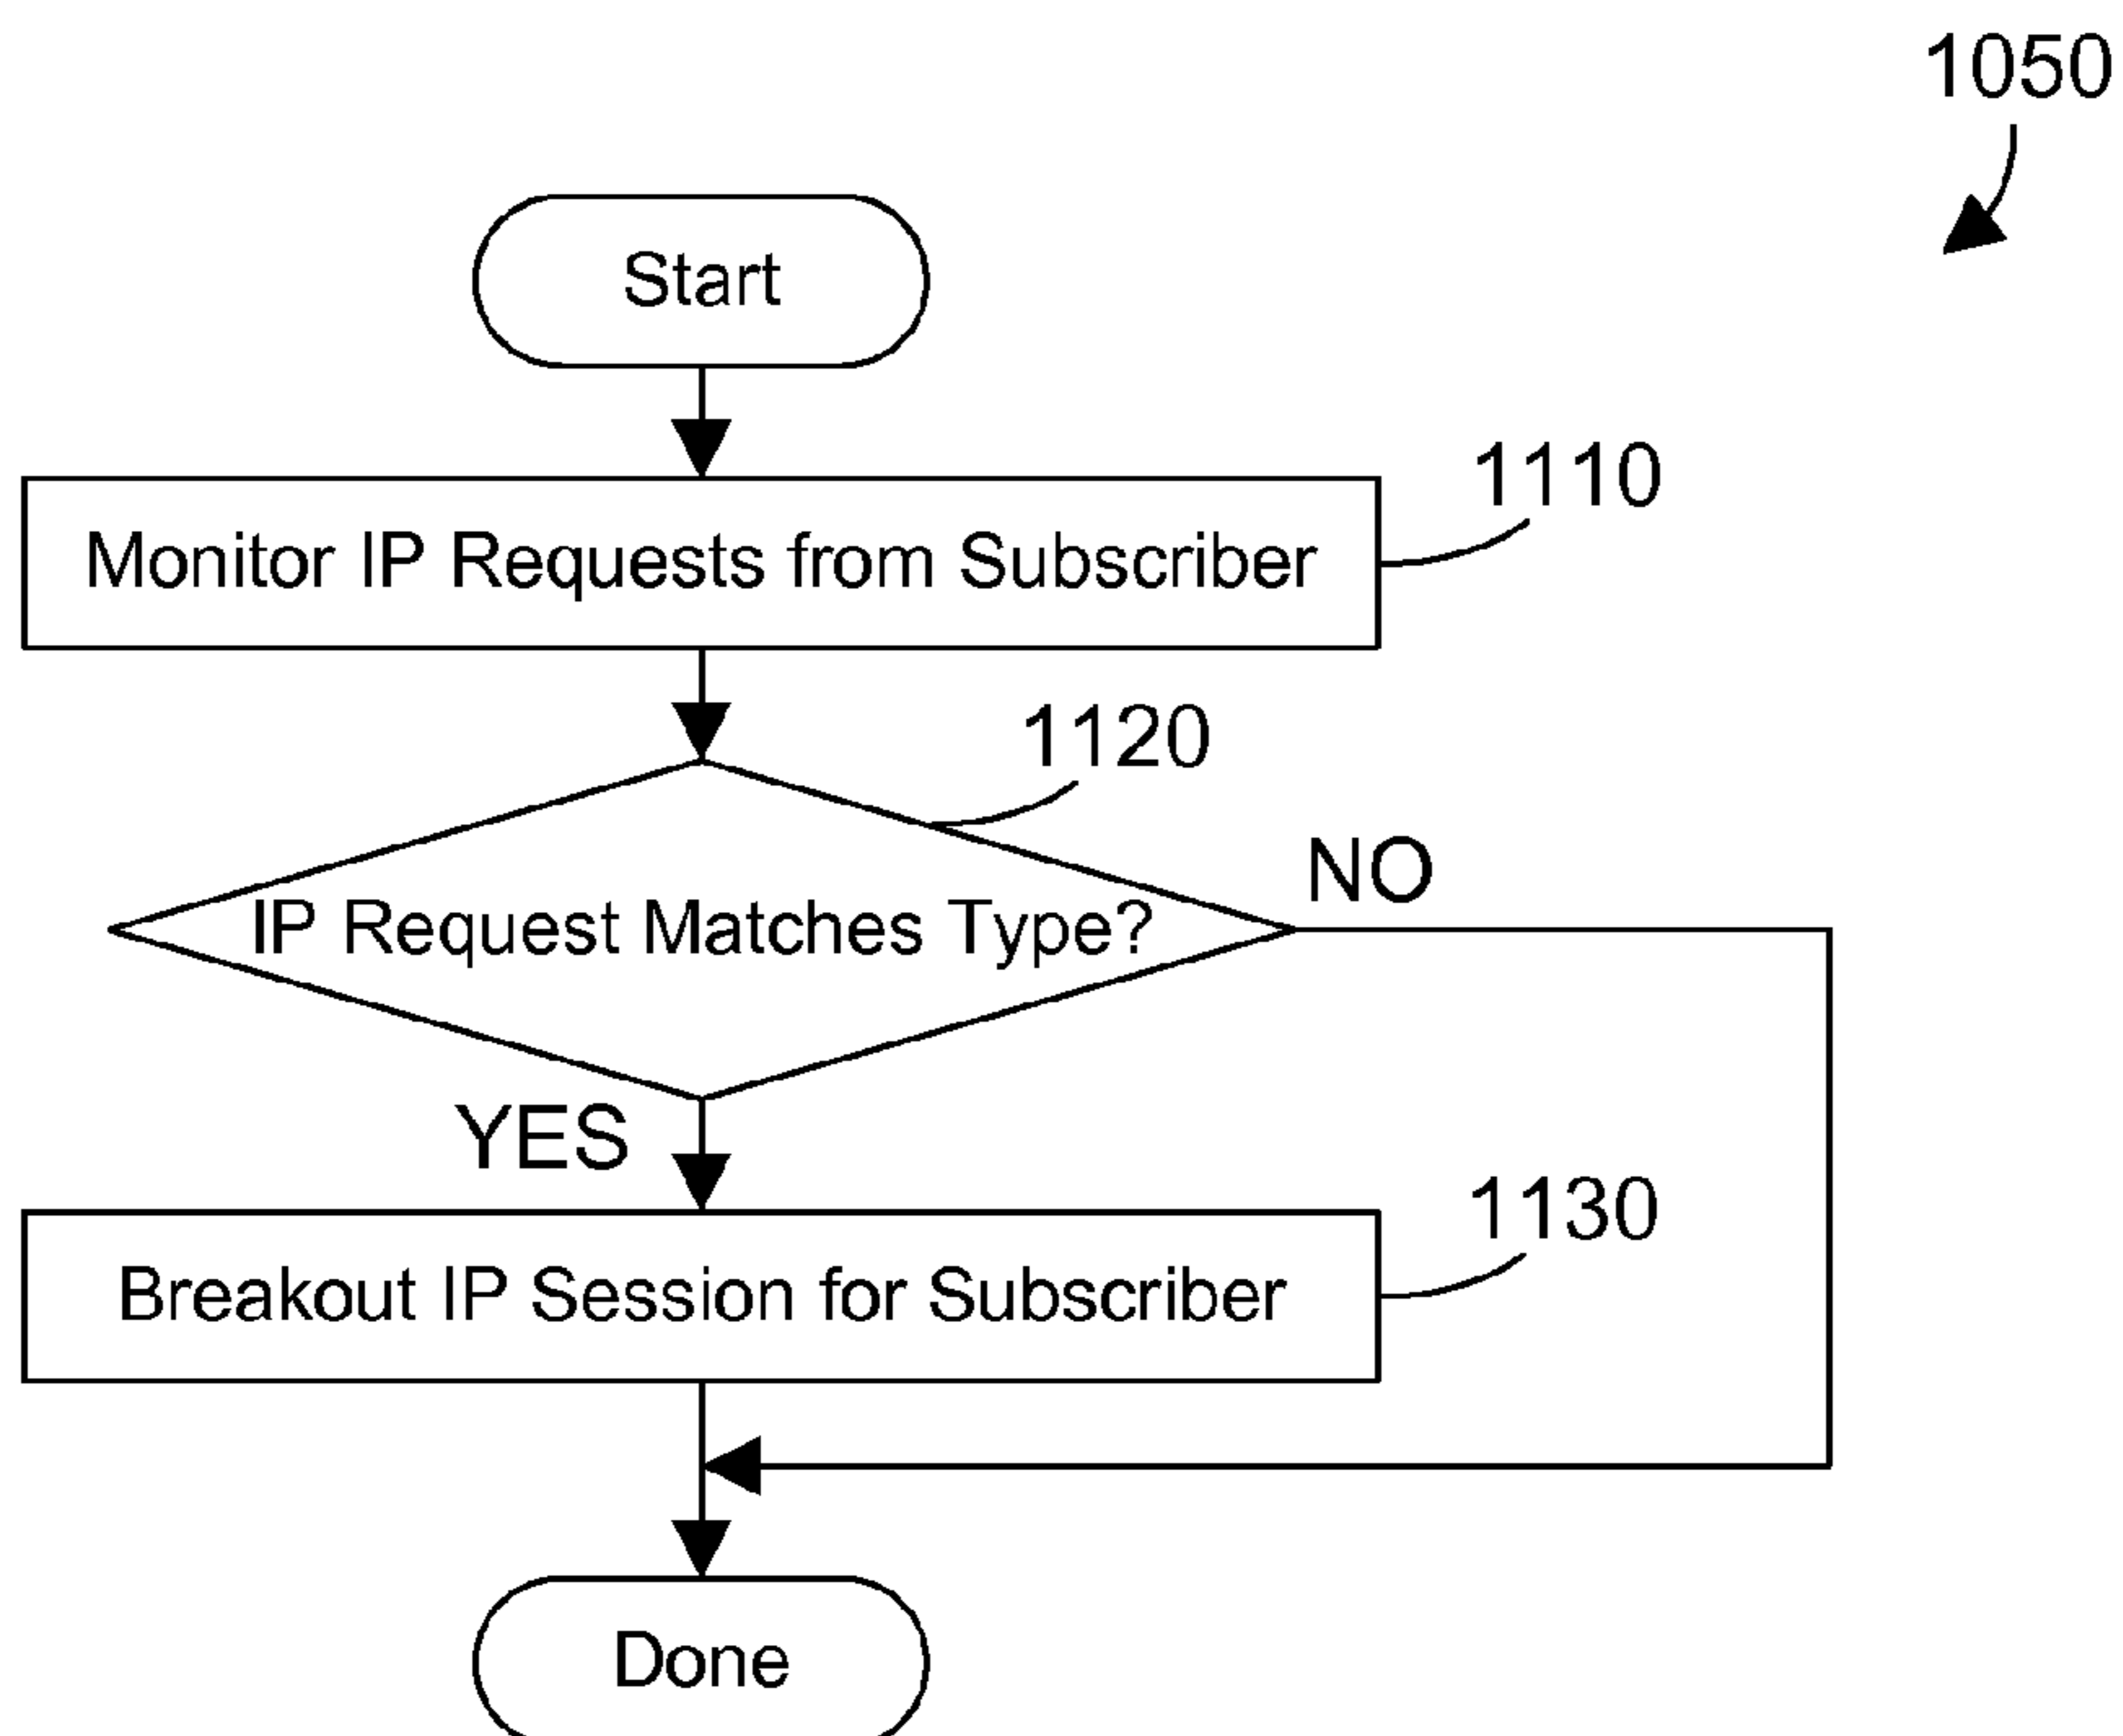 1050
Start
1110
Monitor IP Requests from Subscriber
1120
NO
IP Request Matches Type?
YES
1130
Breakout IP Session for Subscriber
Done